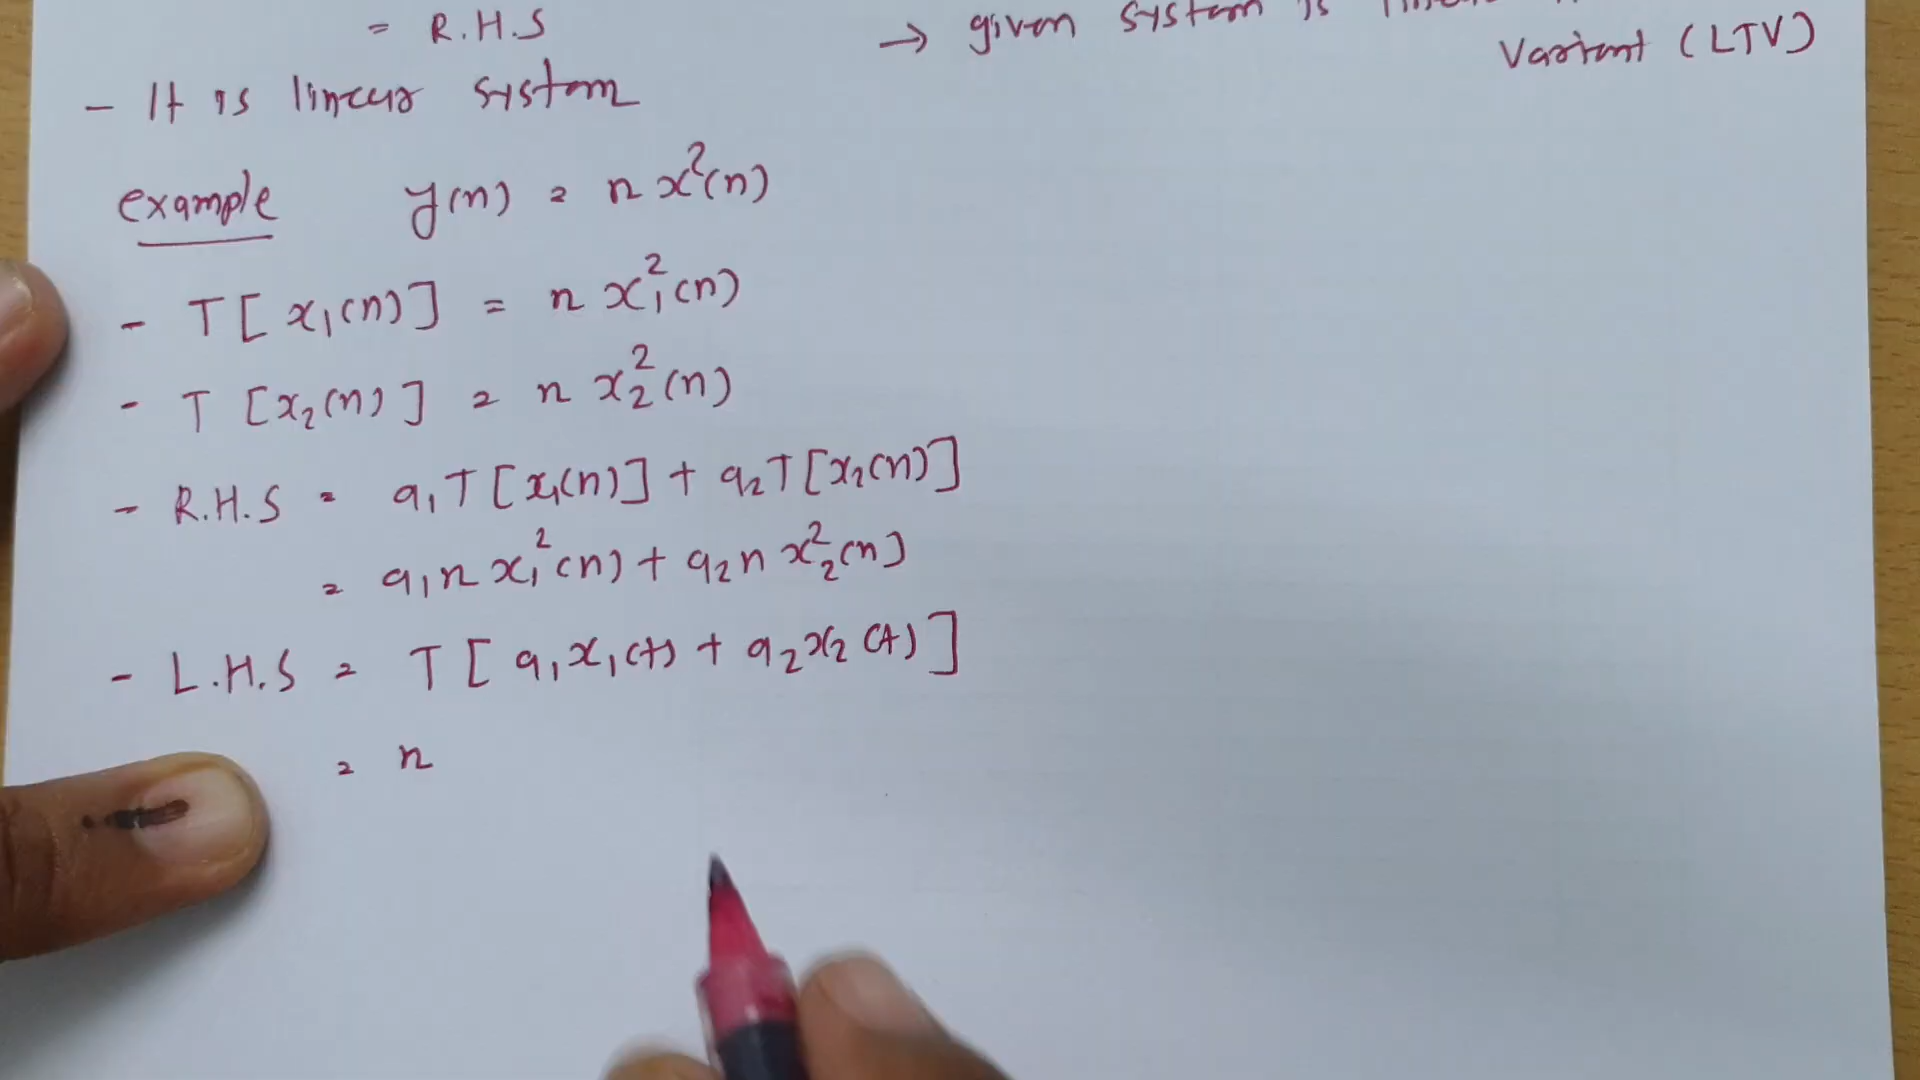 = R.H.S
→ given system is
Variant (LTV)
- It is linear system
example y(n) = n x²(n)
- T[x₁(n)] = n x₁²(n)
- T[x₂(n)] = n x₂²(n)
- R.H.S = a₁T[x₁(n)] + a₂T[x₂(n)]
= a₁n x₁²(n) + a₂n x₂²(n)
- L.H.S = T[a₁x₁(t) + a₂x₂(t)]
= n